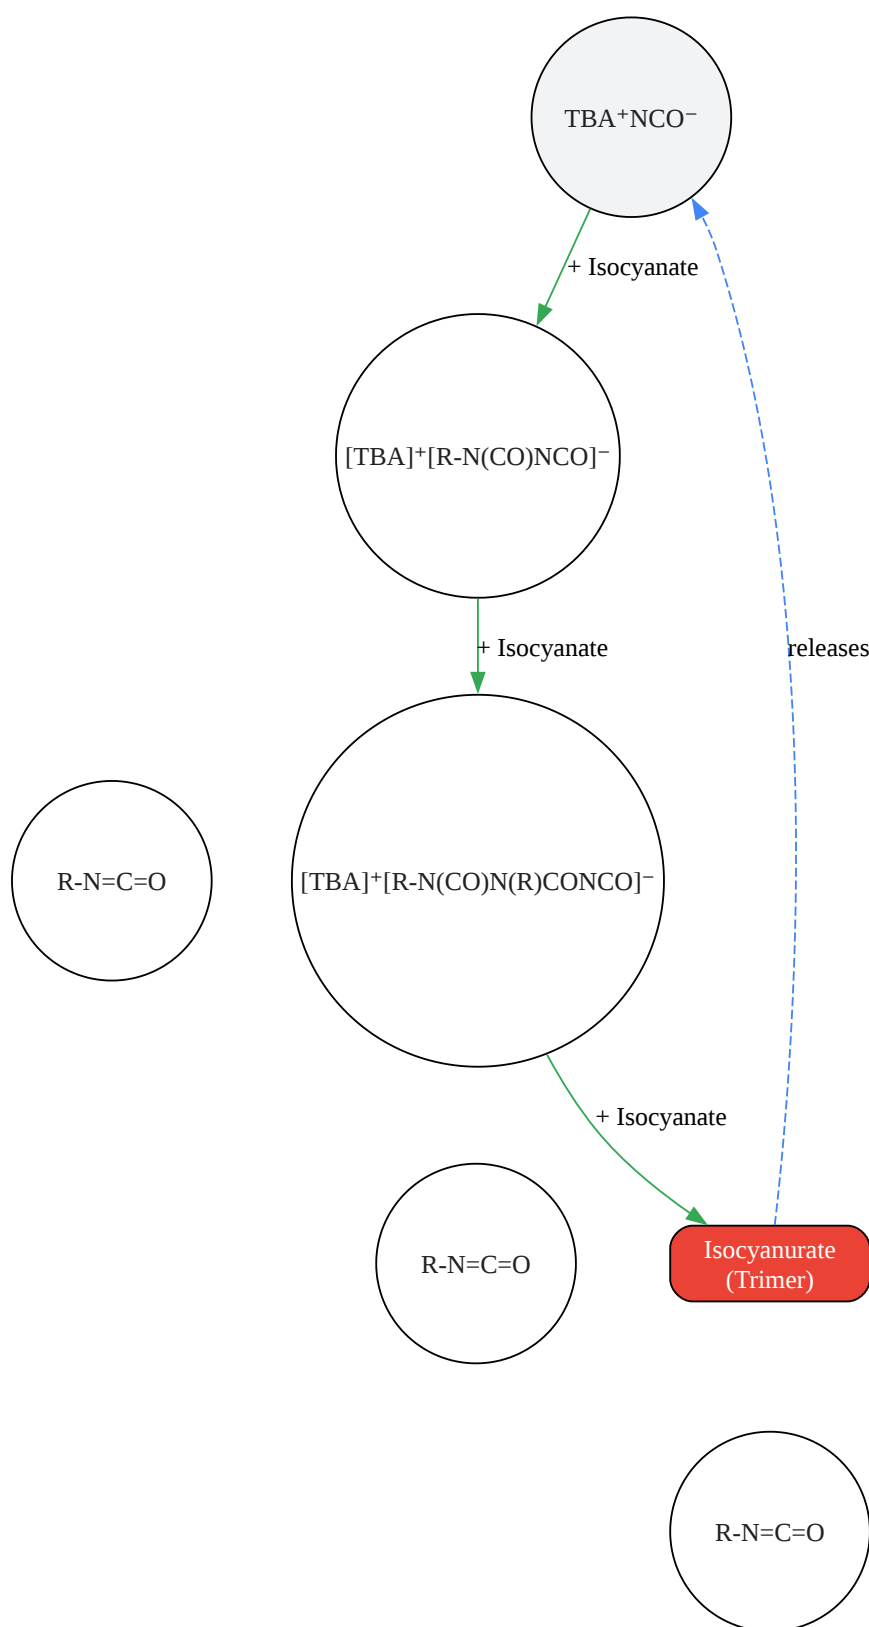 TBA⁺NCO⁻
+ Isocyanate
[TBA]⁺[R-N(CO)NCO]⁻
+ Isocyanate
releases
R-N=C=O
[TBA]⁺[R-N(CO)N(R)CONCO]⁻
+ Isocyanate
R-N=C=O
Isocyanurate
(Trimer)
R-N=C=O